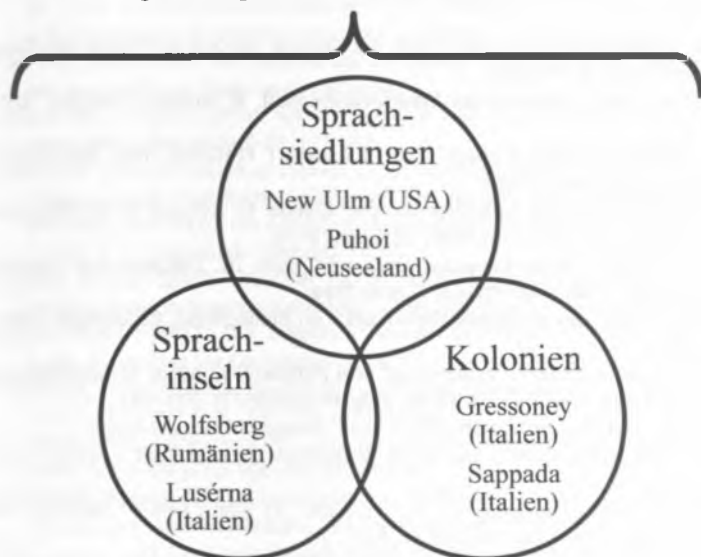 Sprach-
siedlungen
New Ulm (USA)
Puhoi
(Neuseeland)
Sprach-
inseln
Wolfsberg
(Rumänien)
Lusérna
(Italien)
Kolonien
Gressoney
(Italien)
Sappada
(Italien)